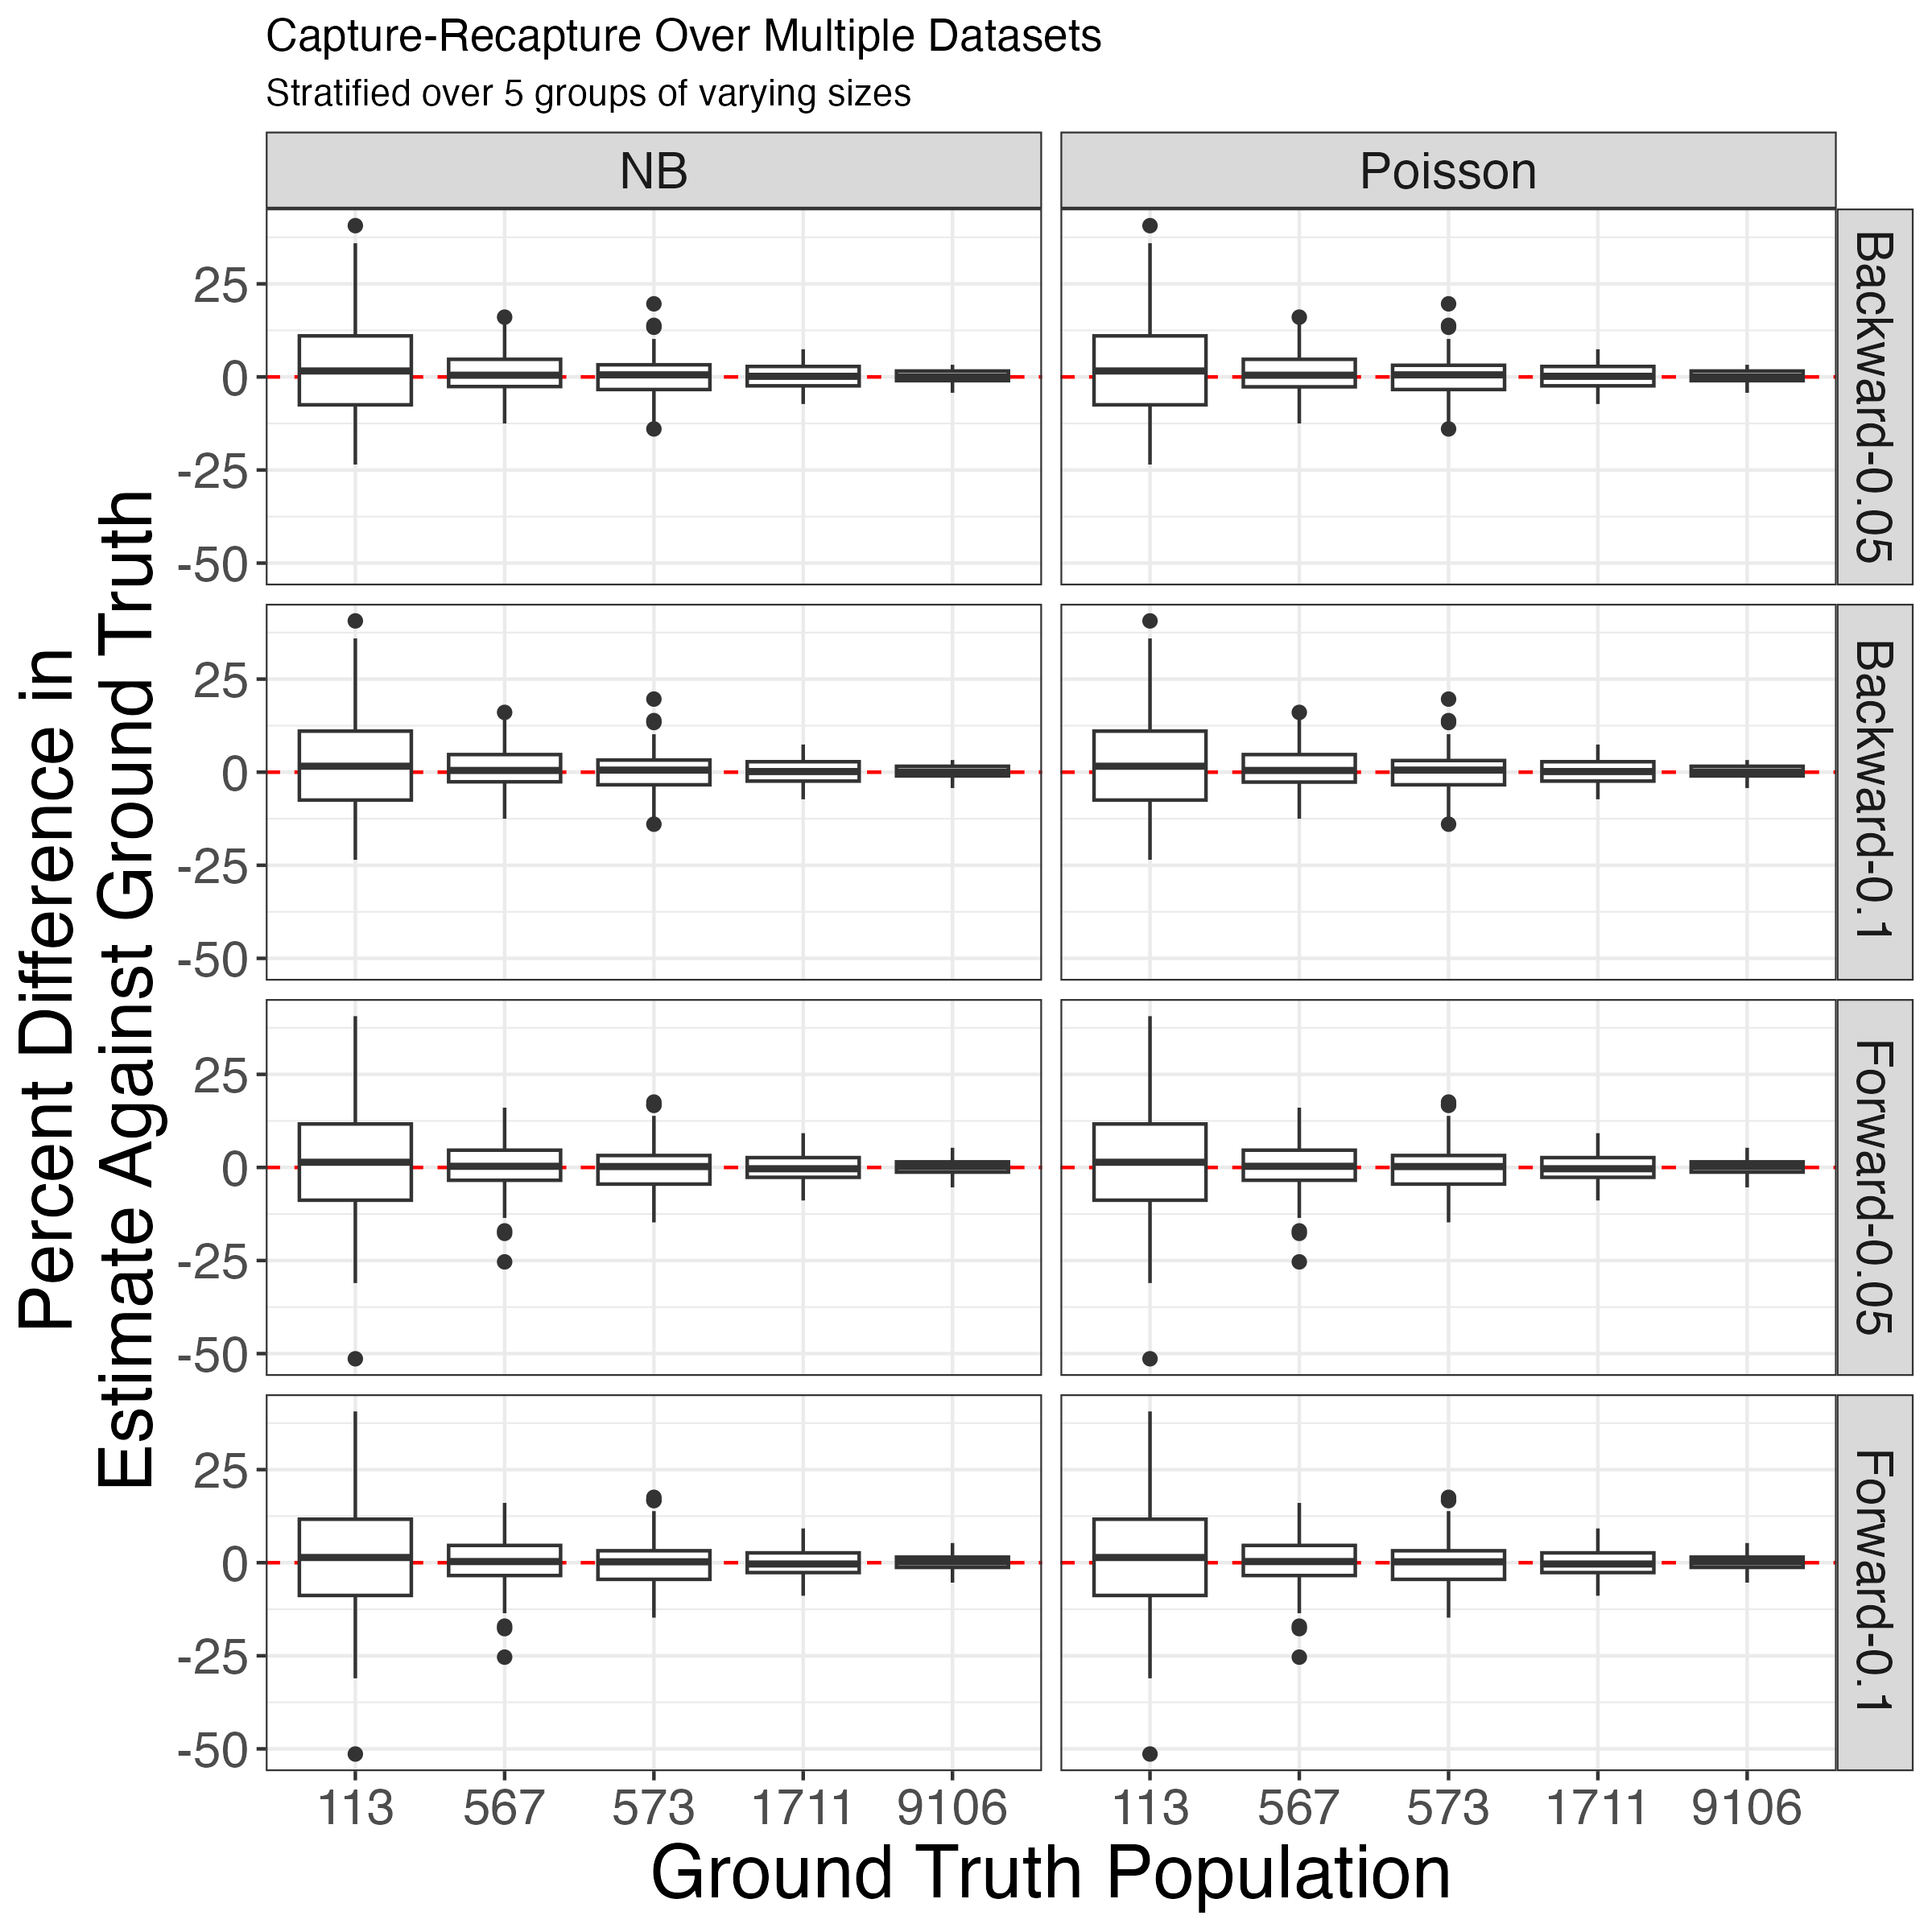 Capture-Recapture Over Multiple Datasets
Stratified over 5 groups of varying sizes
NB
Poisson
Percent Difference in
Estimate Against Ground Truth
25
0
-25
-50
Backward-0.05
25
0
-25
-50
Backward-0.1
25
0
-25
-50
Forward-0.05
25
0
-25
-50
Forward-0.1
113 567 573 1711 9106
113 567 573 1711 9106
Ground Truth Population